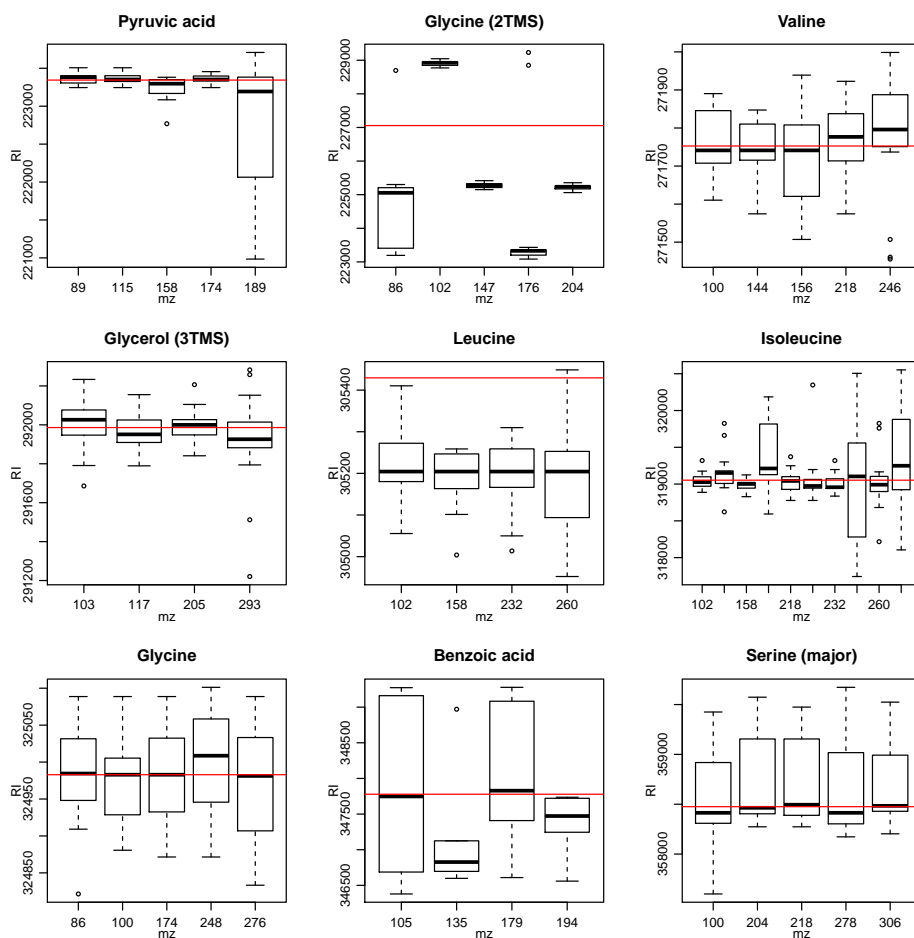 Pyruvic acid
RI
221000 222000 223000
89 115 158 174 189
mz
Glycine (2TMS)
RI
223000 225000 227000 229000
86 102 147 176 204
mz
Valine
RI
271500 271700 271900
100 144 156 218 246
mz
Glycerol (3TMS)
RI
291200 291600 292000
103 117 205 293
mz
Leucine
RI
305000 305200 305400
102 158 232 260
mz
Isoleucine
RI
318000 319000 320000
102 158 218 232 260
mz
Glycine
RI
324850 324950 325050
86 100 174 248 276
mz
Benzoic acid
RI
346500 347500 348500
105 135 179 194
mz
Serine (major)
RI
358000 359000
100 204 218 278 306
mz